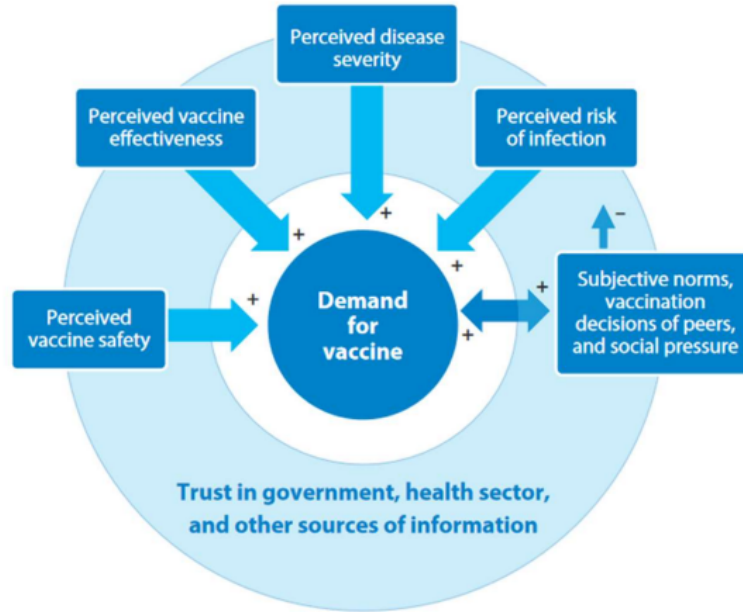 Perceived disease
severity
Perceived vaccine
effectiveness
Perceived risk
of infection
+
+
+
−
+
+
+
Perceived
vaccine safety
Demand
for
vaccine
Subjective norms,
vaccination
decisions of peers,
and social pressure
Trust in government, health sector,
and other sources of information